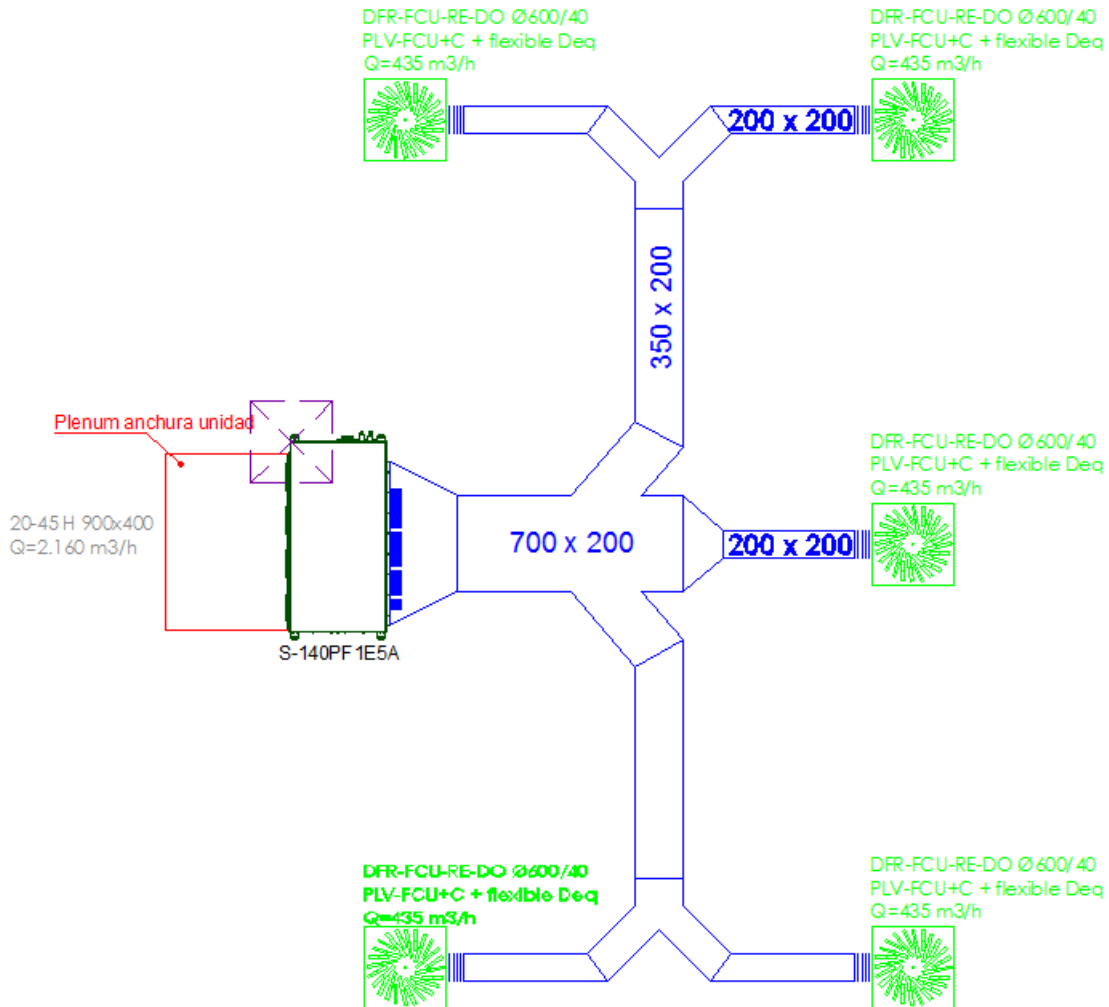 DFR-FCU-RE-DO Ø600/40
PLV-FCU+C + flexible Deq
Q=435 m3/h
DFR-FCU-RE-DO Ø600/40
PLV-FCU+C + flexible Deq
Q=435 m3/h
200 x 200
350 x 200
Plenum anchura unidad
20-45 H 900x400
Q=2.160 m3/h
700 x 200
200 x 200
DFR-FCU-RE-DO Ø600/40
PLV-FCU+C + flexible Deq
Q=435 m3/h
S-140PF1E5A
DFR-FCU-RE-DO Ø600/40
PLV-FCU+C + flexible Deq
Q=435 m3/h
DFR-FCU-RE-DO Ø600/40
PLV-FCU+C + flexible Deq
Q=435 m3/h